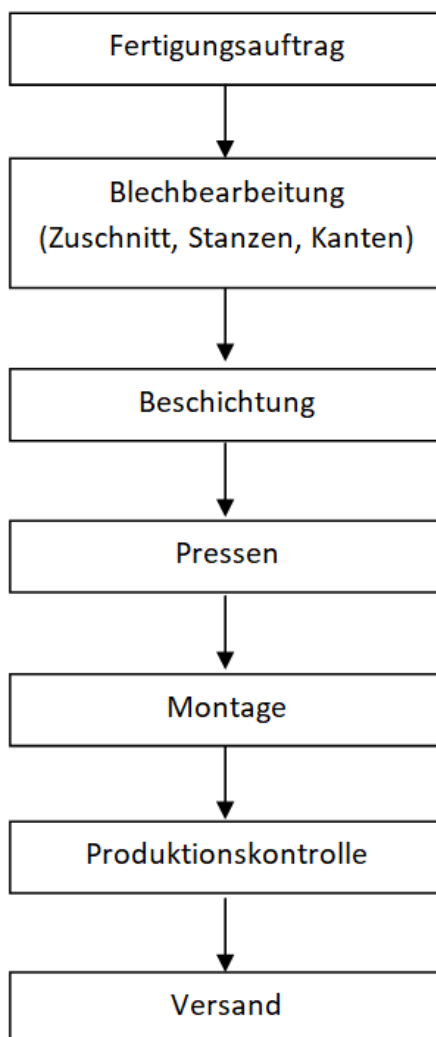 Fertigungsauftrag
Blechbearbeitung
(Zuschnitt, Stanzen, Kanten)
Beschichtung
Pressen
Montage
Produktionskontrolle
Versand